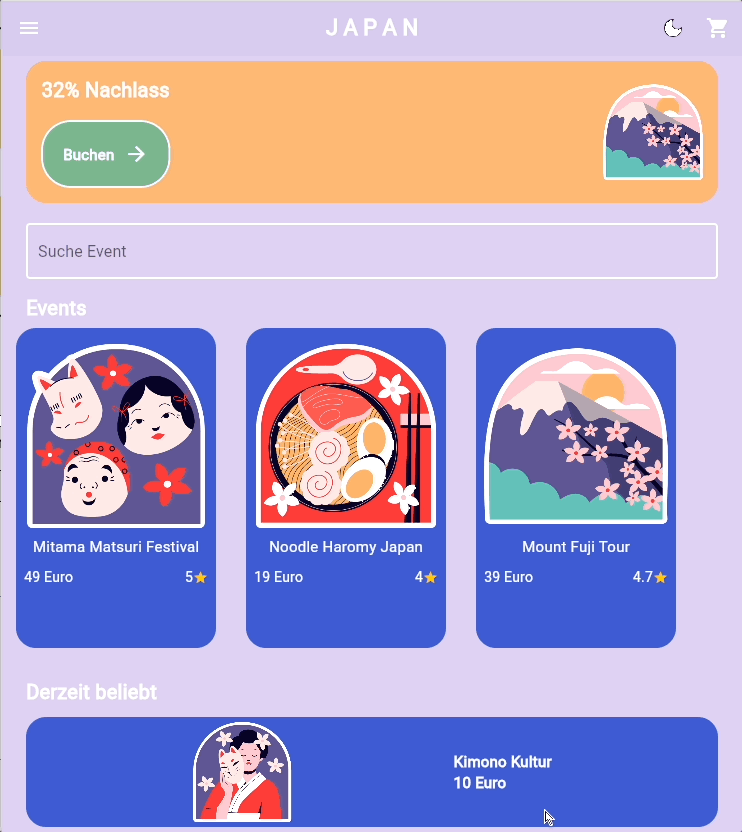 JAPAN
32% Nachlass
Buchen
Suche Event
Events
Mitama Matsuri Festival
49 Euro 5
Noodle Haromy Japan
19 Euro 4
Mount Fuji Tour
39 Euro 4.7
Derzeit beliebt
Kimono Kultur
10 Euro